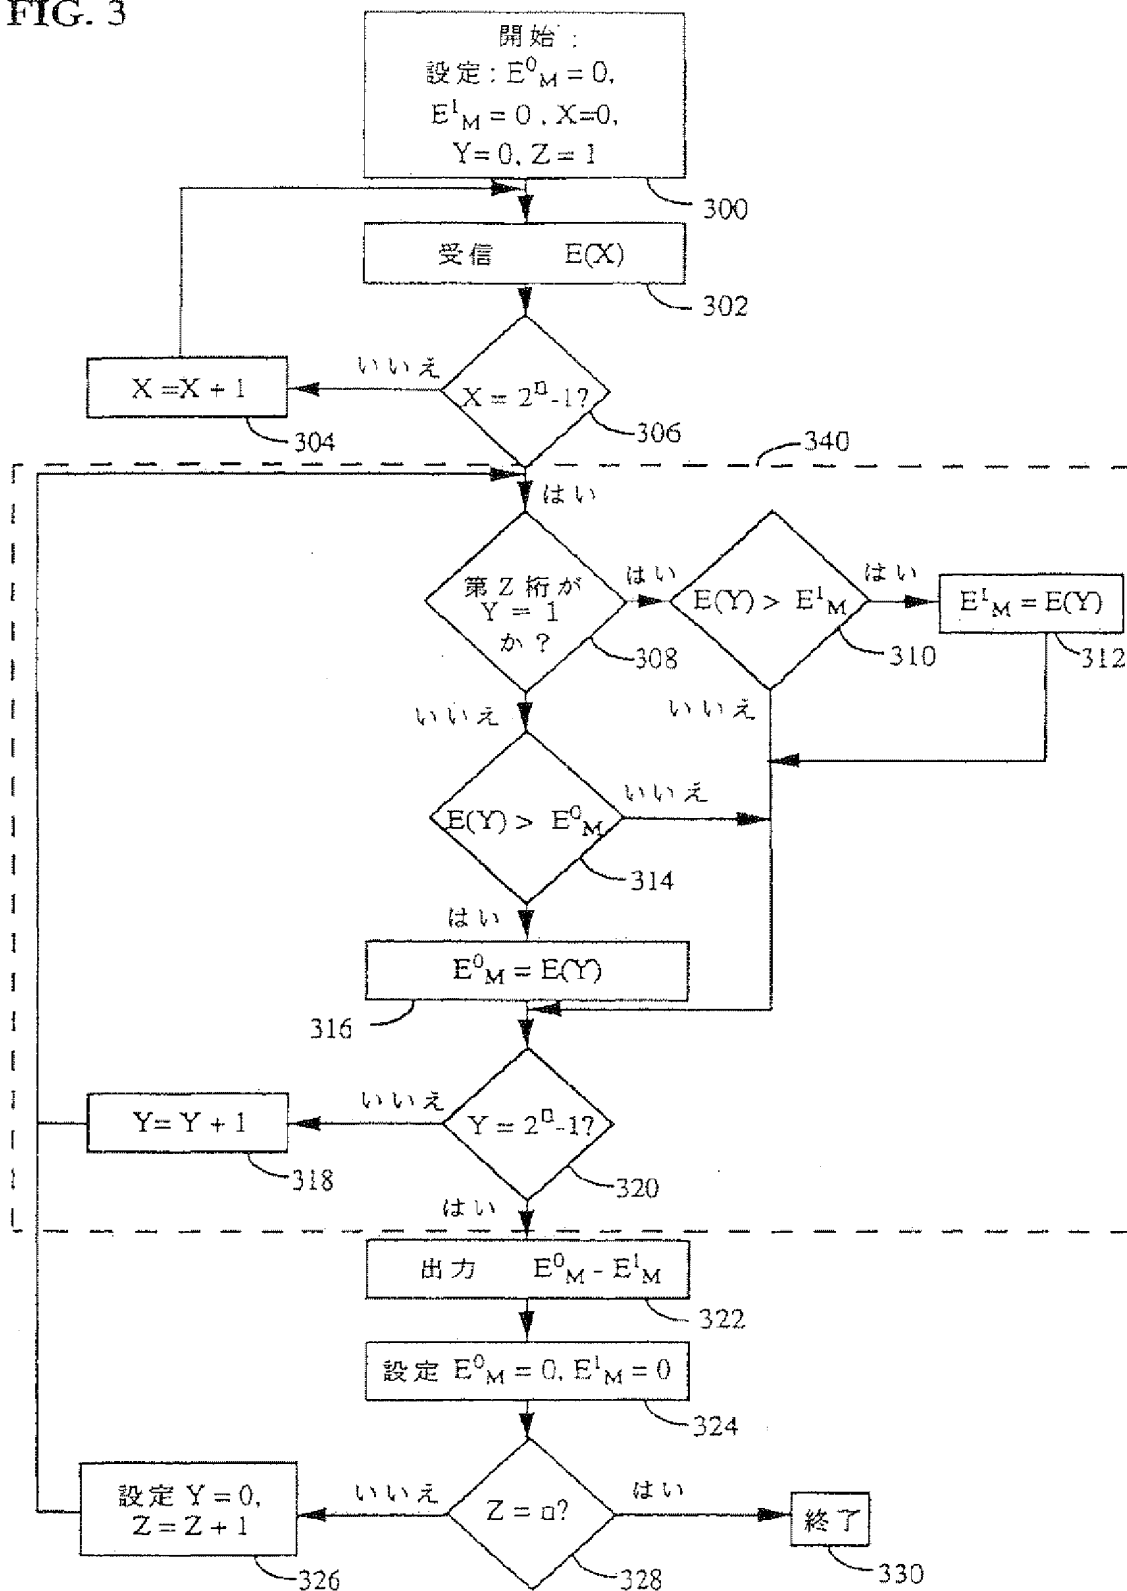 FIG. 3
開始:
設定: E⁰M = 0,
E¹M = 0, X=0,
Y= 0, Z = 1
300
受信 E(X)
302
いいえ
X =X + 1
304
X = 2^□-1?
306
340
はい
第 Z 桁が
Y = 1
か?
308
はい
E(Y) > E¹M
310
はい
E¹M = E(Y)
312
いいえ
いいえ
E(Y) > E⁰M
314
いいえ
はい
E⁰M = E(Y)
316
Y= Y + 1
318
いいえ
Y = 2^□-1?
320
はい
出力 E⁰M - E¹M
322
設定 E⁰M = 0, E¹M = 0
324
設定 Y = 0,
Z = Z + 1
326
いいえ
Z = □?
328
はい
終了
330